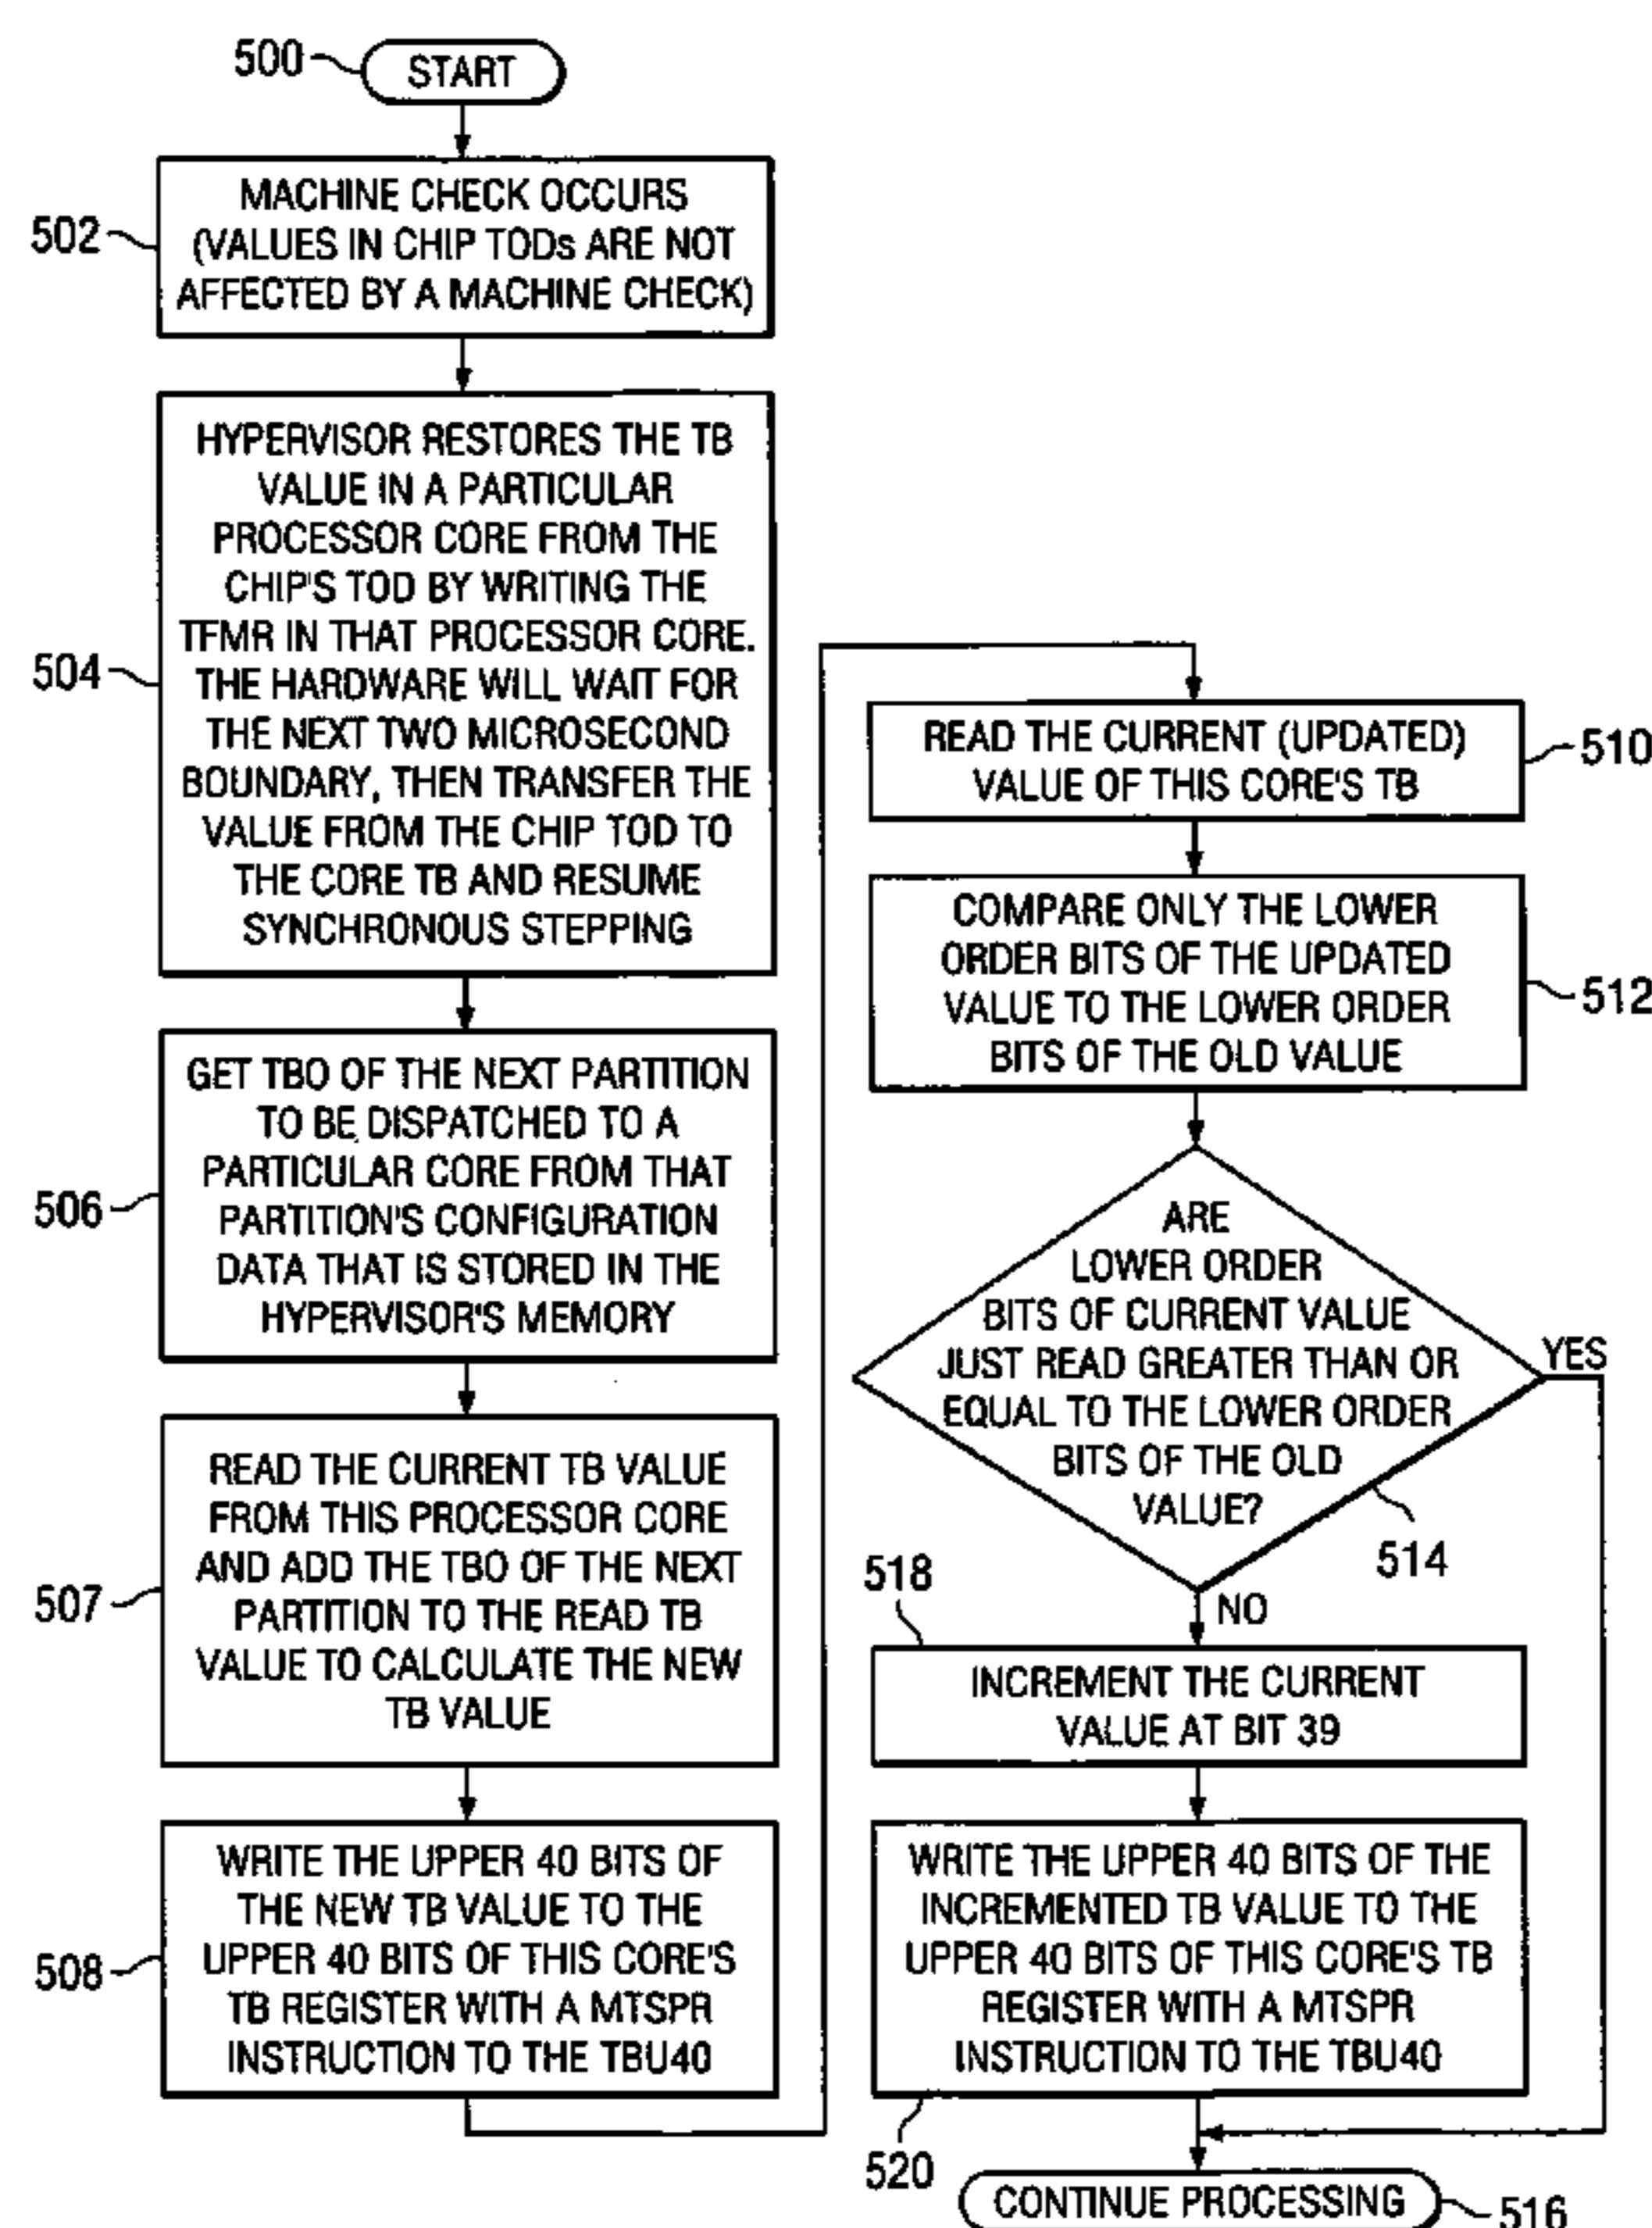 500
START
502
MACHINE CHECK OCCURS
(VALUES IN CHIP TODs ARE NOT
AFFECTED BY A MACHINE CHECK)
504
HYPERVISOR RESTORES THE TB
VALUE IN A PARTICULAR
PROCESSOR CORE FROM THE
CHIP'S TOD BY WRITING THE
TFMR IN THAT PROCESSOR CORE.
THE HARDWARE WILL WAIT FOR
THE NEXT TWO MICROSECOND
BOUNDARY, THEN TRANSFER THE
VALUE FROM THE CHIP TOD TO
THE CORE TB AND RESUME
SYNCHRONOUS STEPPING
506
GET TBO OF THE NEXT PARTITION
TO BE DISPATCHED TO A
PARTICULAR CORE FROM THAT
PARTITION'S CONFIGURATION
DATA THAT IS STORED IN THE
HYPERVISOR'S MEMORY
507
READ THE CURRENT TB VALUE
FROM THIS PROCESSOR CORE
AND ADD THE TBO OF THE NEXT
PARTITION TO THE READ TB
VALUE TO CALCULATE THE NEW
TB VALUE
508
WRITE THE UPPER 40 BITS OF
THE NEW TB VALUE TO THE
UPPER 40 BITS OF THIS CORE'S
TB REGISTER WITH A MTSPR
INSTRUCTION TO THE TBU40
READ THE CURRENT (UPDATED)
VALUE OF THIS CORE'S TB
510
COMPARE ONLY THE LOWER
ORDER BITS OF THE UPDATED
VALUE TO THE LOWER ORDER
BITS OF THE OLD VALUE
512
ARE
LOWER ORDER
BITS OF CURRENT VALUE
JUST READ GREATER THAN OR
EQUAL TO THE LOWER ORDER
BITS OF THE OLD
VALUE?
YES
514
NO
518
INCREMENT THE CURRENT
VALUE AT BIT 39
WRITE THE UPPER 40 BITS OF THE
INCREMENTED TB VALUE TO THE
UPPER 40 BITS OF THIS CORE'S TB
REGISTER WITH A MTSPR
INSTRUCTION TO THE TBU40
520
CONTINUE PROCESSING
516